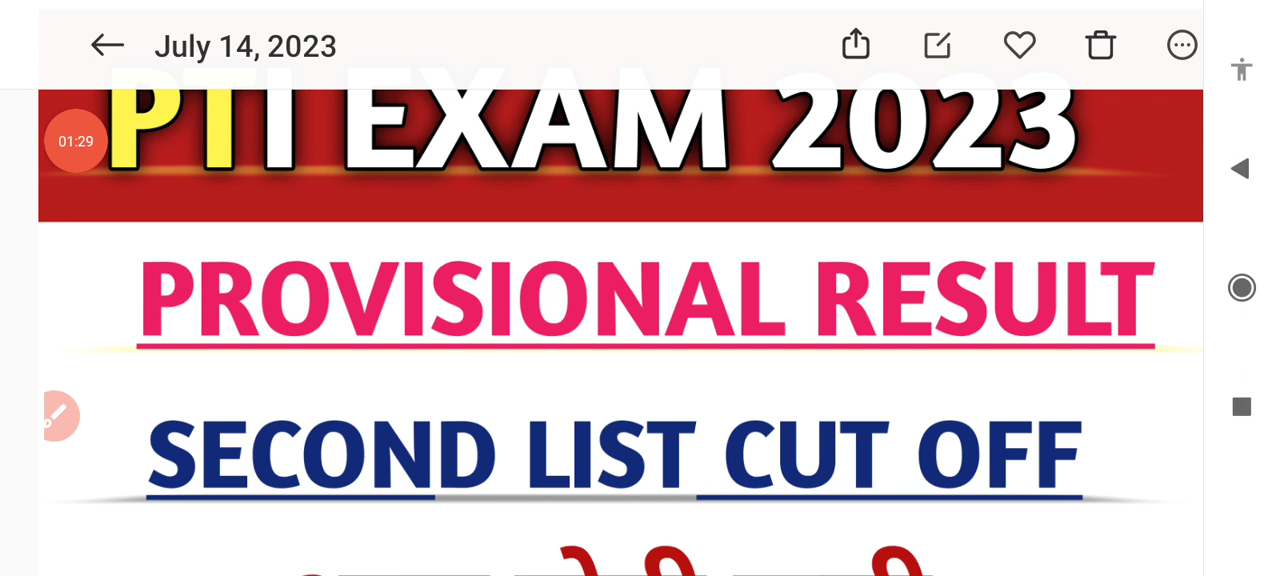 July 14, 2023
PTI EXAM 2023
01:29
PROVISIONAL RESULT
SECOND LIST CUT OFF